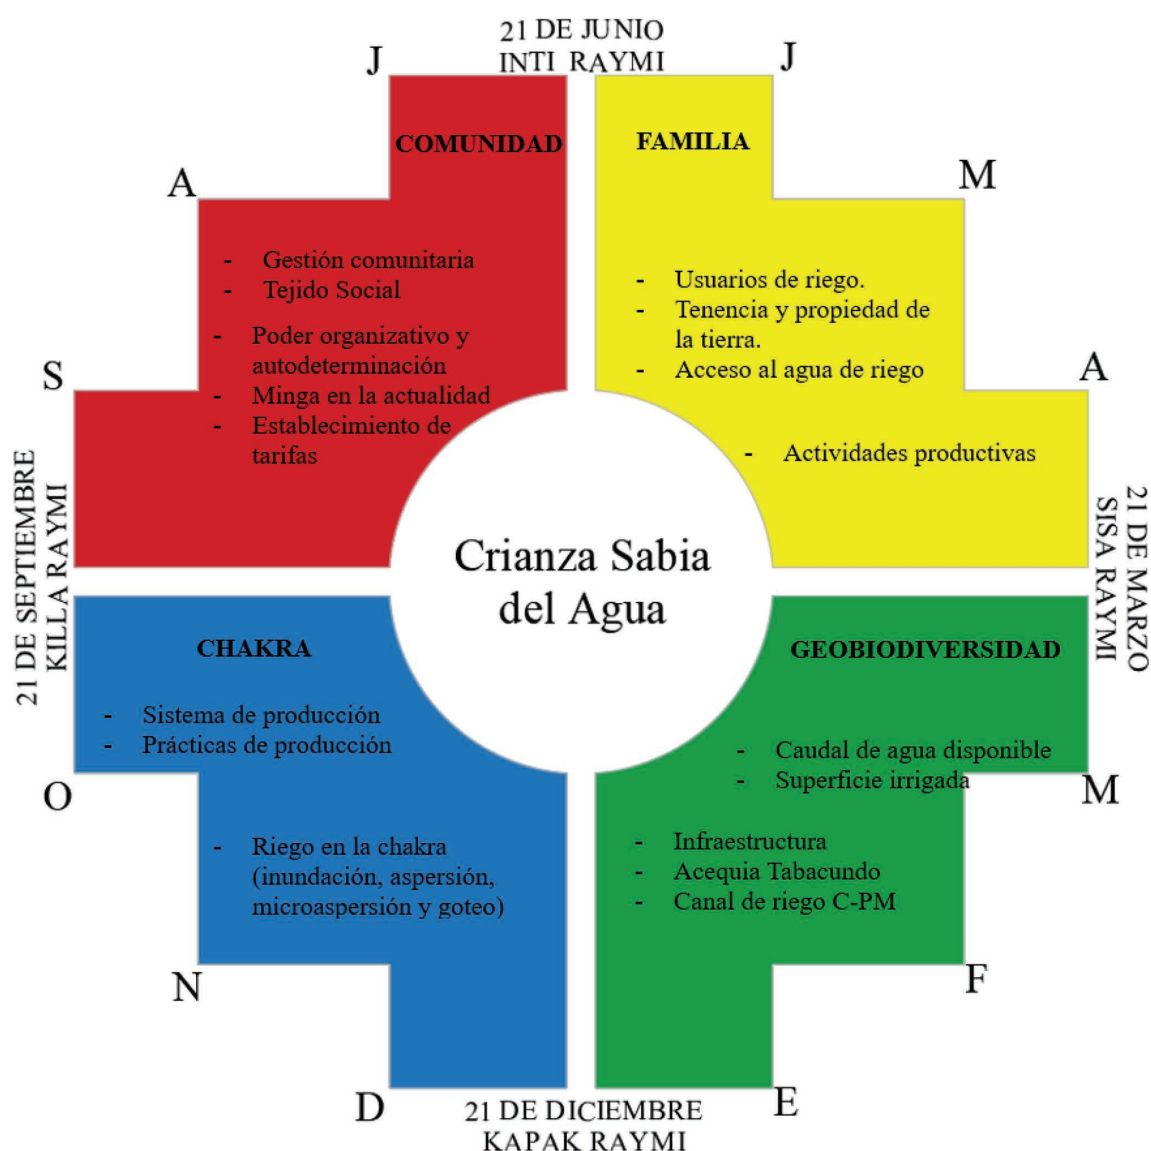 21 DE JUNIO
INTI RAYMI
J
J
COMUNIDAD
FAMILIA
A
M
- Gestión comunitaria
- Tejido Social
- Poder organizativo y
autodeterminación
- Minga en la actualidad
- Establecimiento de
tarifas
- Usuarios de riego.
- Tenencia y propiedad de
la tierra.
- Acceso al agua de riego
- Actividades productivas
S
A
21 DE SEPTIEMBRE
KILLA RAYMI
21 DE MARZO
SISA RAYMI
Crianza Sabia
del Agua
CHAKRA
GEOBIODIVERSIDAD
- Sistema de producción
- Prácticas de producción
- Riego en la chakra
(inundación, aspersión,
microaspersión y goteo)
- Caudal de agua disponible
- Superficie irrigada
- Infraestructura
- Acequia Tabacundo
- Canal de riego C-PM
O
M
N
F
D
E
21 DE DICIEMBRE
KAPAK RAYMI